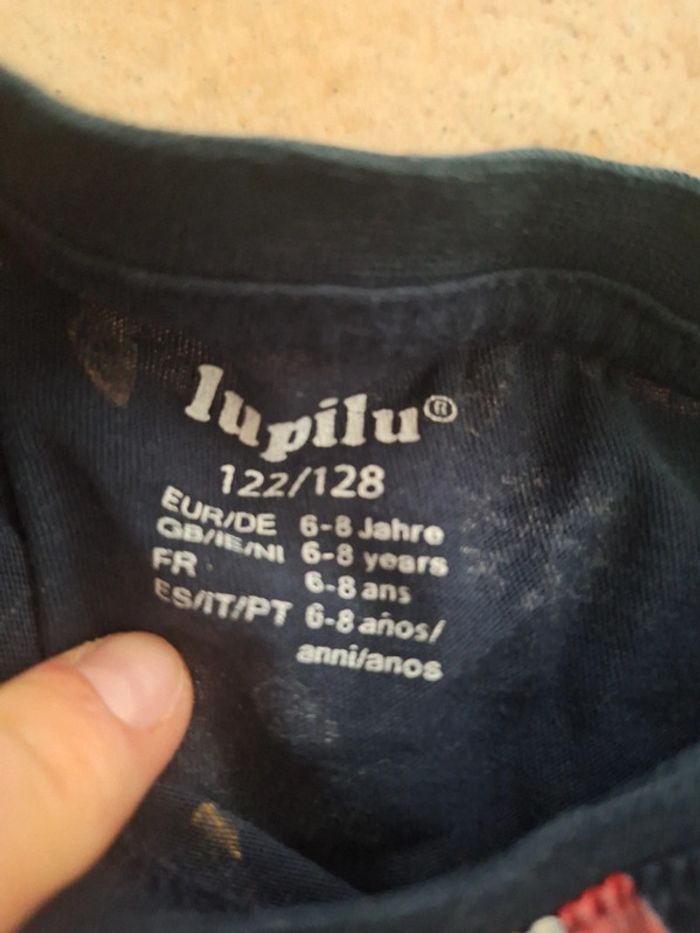 lupilu®
122/128
EUR/DE 6-8 Jahre
GB/IE/NI 6-8 years
FR 6-8 ans
ES/IT/PT 6-8 años/
anni/anos